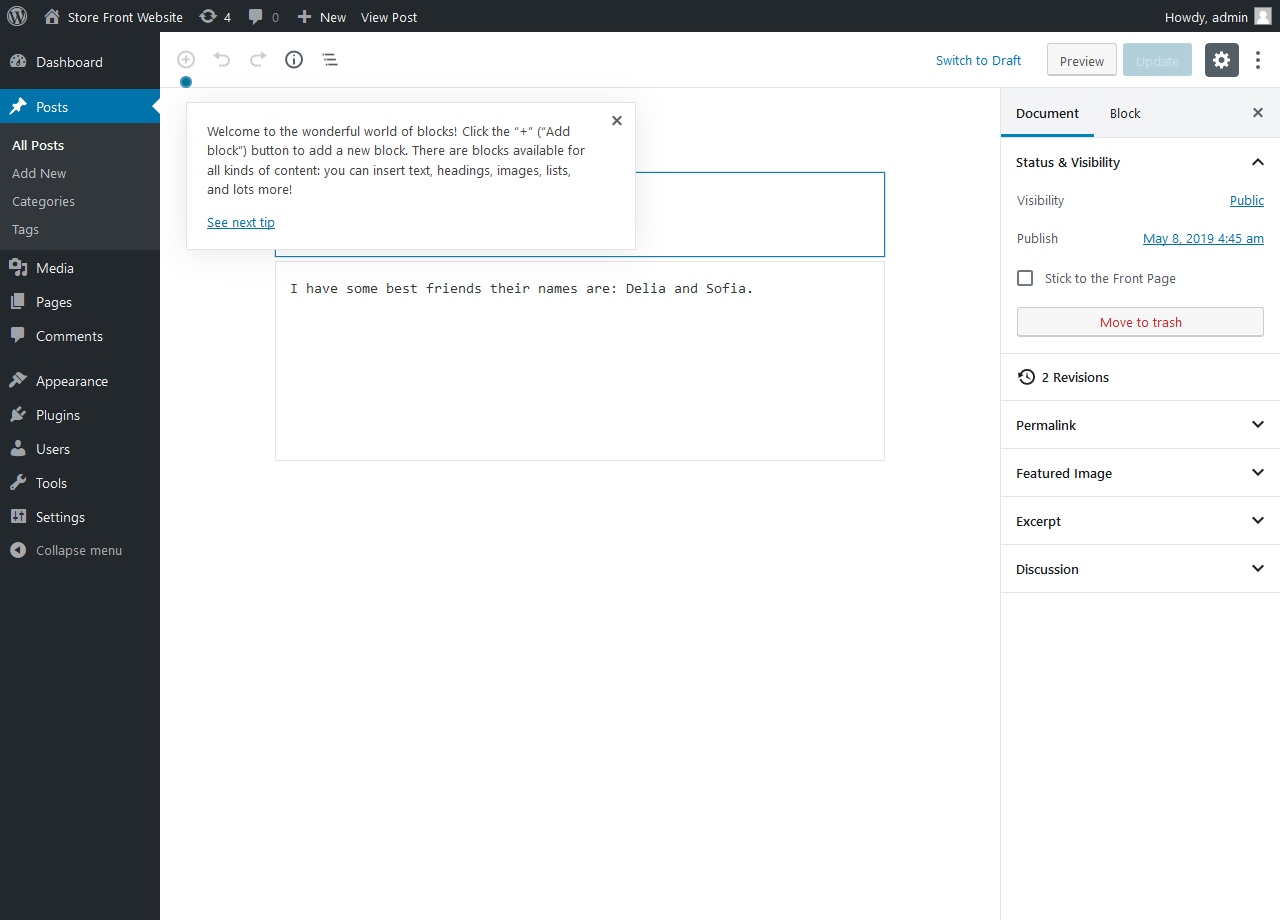 Store Front Website 4 0 New View Post Howdy, admin
Dashboard
Posts
All Posts
Add New
Categories
Tags
Media
Pages
Comments
Appearance
Plugins
Users
Tools
Settings
Collapse menu
Switch to Draft Preview Update
Welcome to the wonderful world of blocks! Click the “+” (“Add
block”) button to add a new block. There are blocks available for
all kinds of content: you can insert text, headings, images, lists,
and lots more!
See next tip
I have some best friends their names are: Delia and Sofia.
Document Block
Status & Visibility
Visibility Public
Publish May 8, 2019 4:45 am
Stick to the Front Page
Move to trash
2 Revisions
Permalink
Featured Image
Excerpt
Discussion